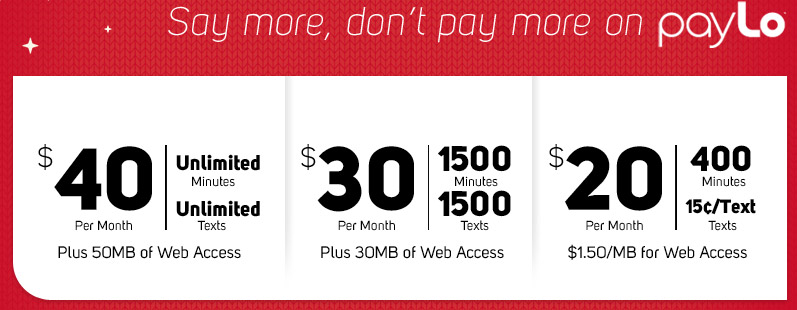 Say more, don't pay more on payLo
$40
Per Month
Unlimited
Minutes
Unlimited
Texts
Plus 50MB of Web Access
$30
Per Month
1500
Minutes
1500
Texts
Plus 30MB of Web Access
$20
Per Month
400
Minutes
15¢/Text
Texts
$1.50/MB for Web Access